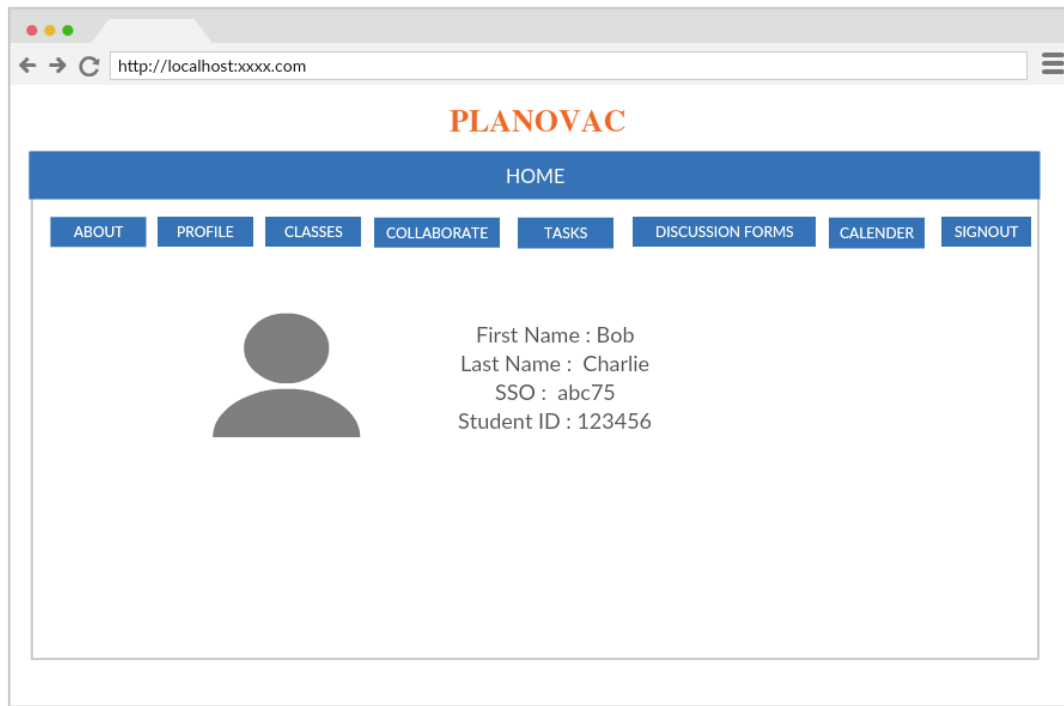 http://localhost:xxxx.com
PLANOVAC
HOME
ABOUT PROFILE CLASSES COLLABORATE TASKS DISCUSSION FORMS CALENDER SIGNOUT
First Name : Bob
Last Name : Charlie
SSO : abc75
Student ID : 123456